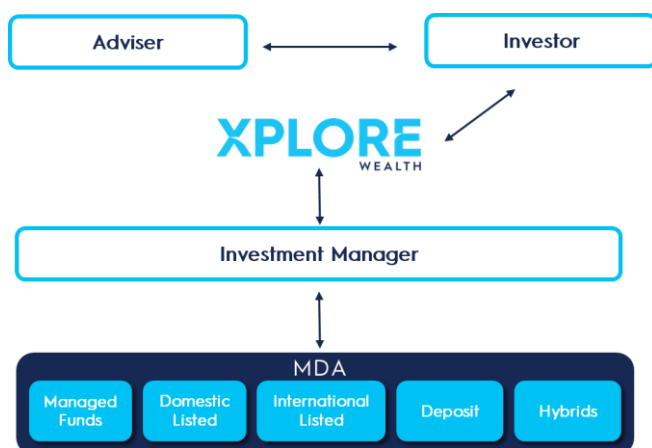 Adviser
Investor
XPLORE
WEALTH
Investment Manager
MDA
Managed
Funds
Domestic
Listed
International
Listed
Deposit
Hybrids